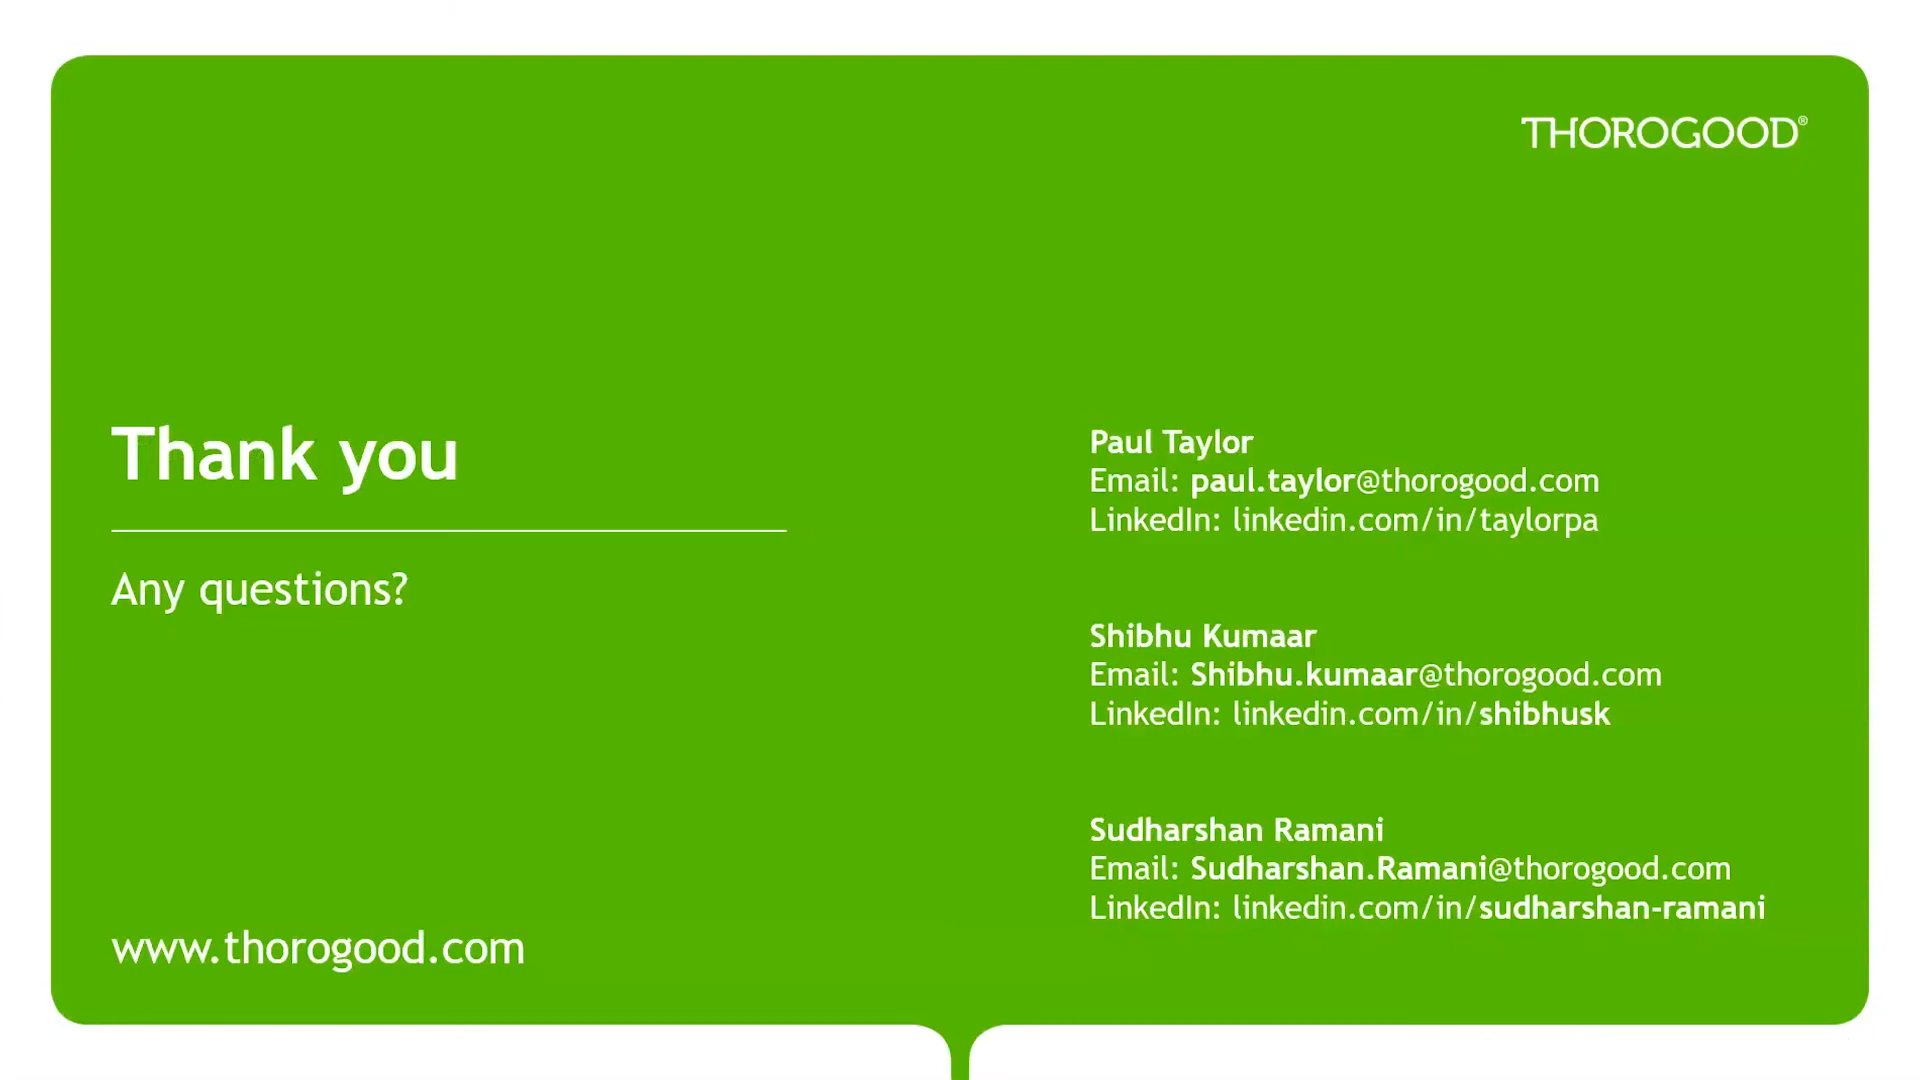 THOROGOOD®
Thank you
Any questions?
www.thorogood.com
Paul Taylor
Email: paul.taylor@thorogood.com
LinkedIn: linkedin.com/in/taylorpa
Shibhu Kumaar
Email: Shibhu.kumaar@thorogood.com
LinkedIn: linkedin.com/in/shibhusk
Sudharshan Ramani
Email: Sudharshan.Ramani@thorogood.com
LinkedIn: linkedin.com/in/sudharshan-ramani